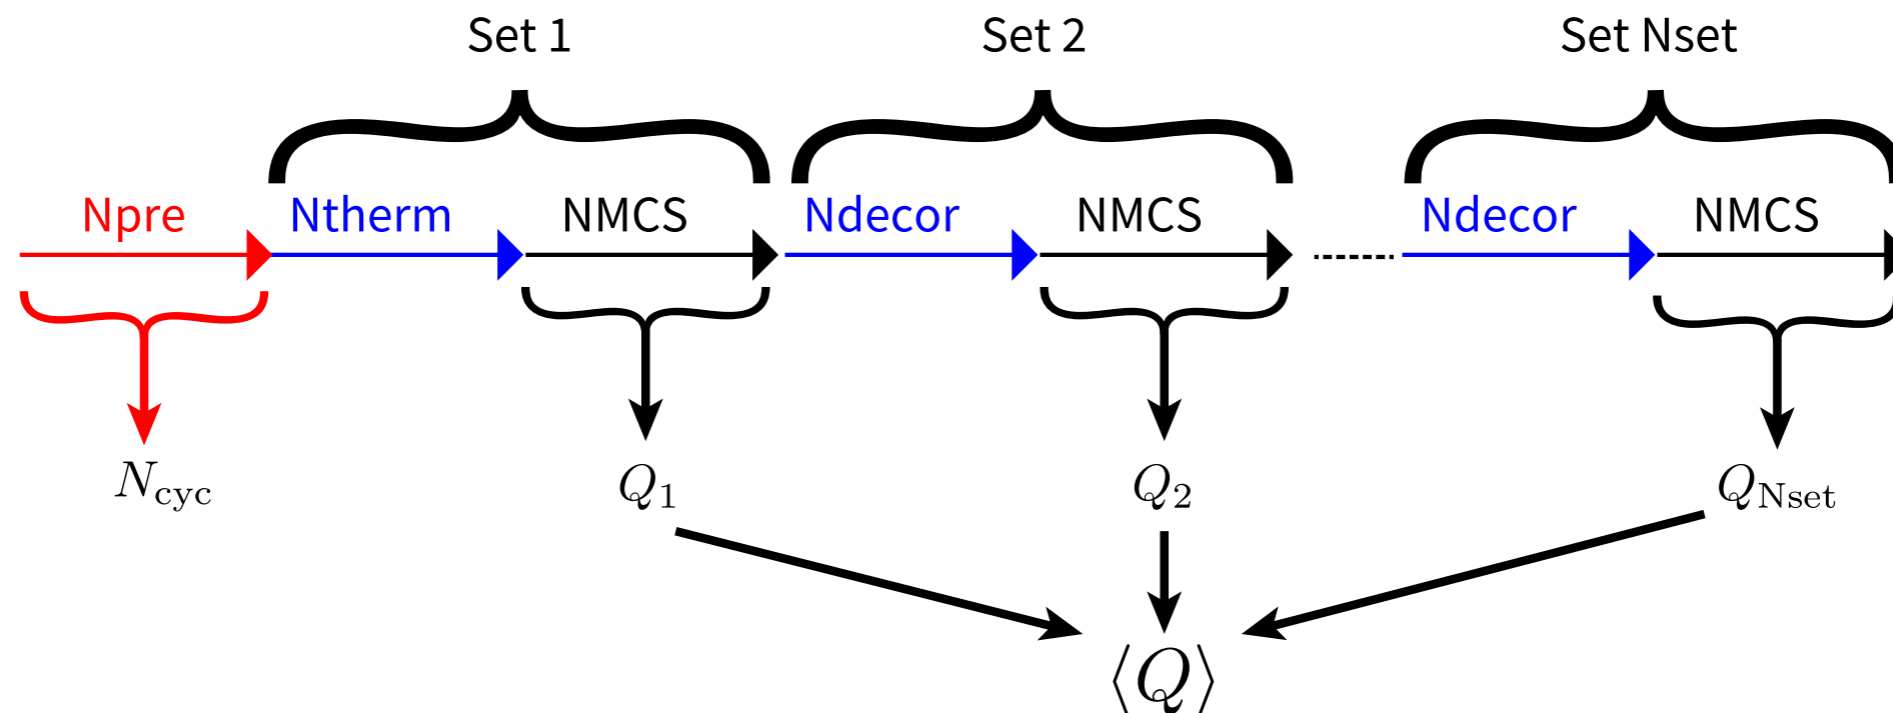 Set 1 Set 2 Set Nset
Npre Ntherm NMCS Ndecor NMCS Ndecor NMCS
N_cyc Q_1 Q_2 Q_Nset
⟨Q⟩